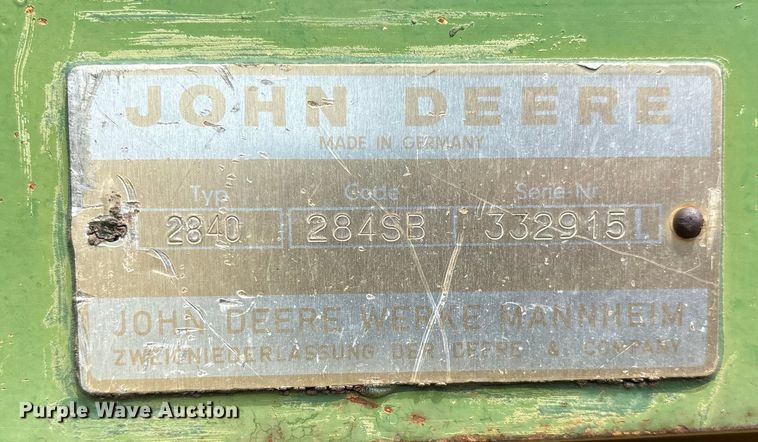 JOHN DEERE
MADE IN GERMANY
Typ Code Serie-Nr
2840 284SB 332915 L
JOHN DEERE WERKE MANNHEIM
ZWEIGNIEDERLASSUNG DER DEERE & COMPANY
Purple Wave Auction